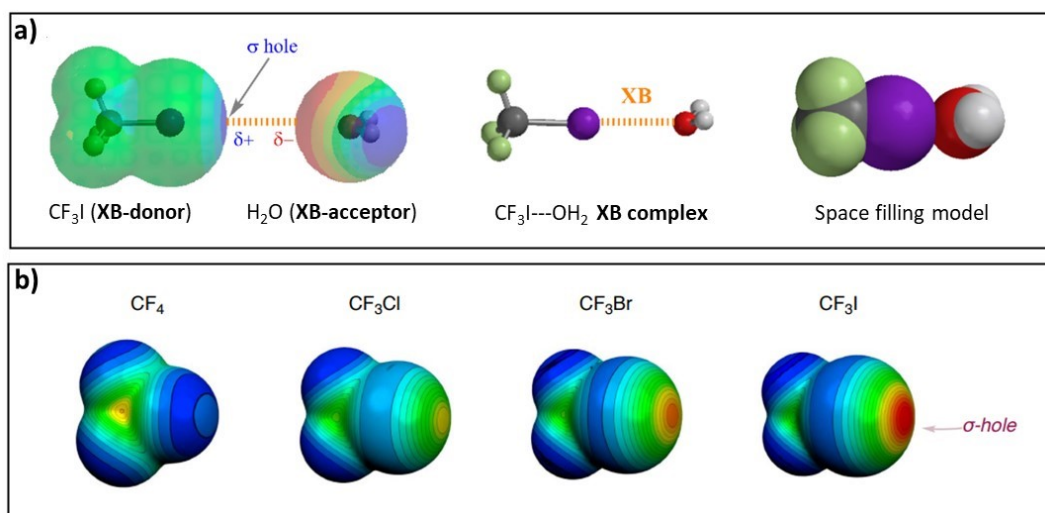 a)
σ hole
δ+ δ−
XB
CF₃I (XB-donor) H₂O (XB-acceptor) CF₃I---OH₂ XB complex Space filling model
b)
CF₄ CF₃Cl CF₃Br CF₃I
σ-hole